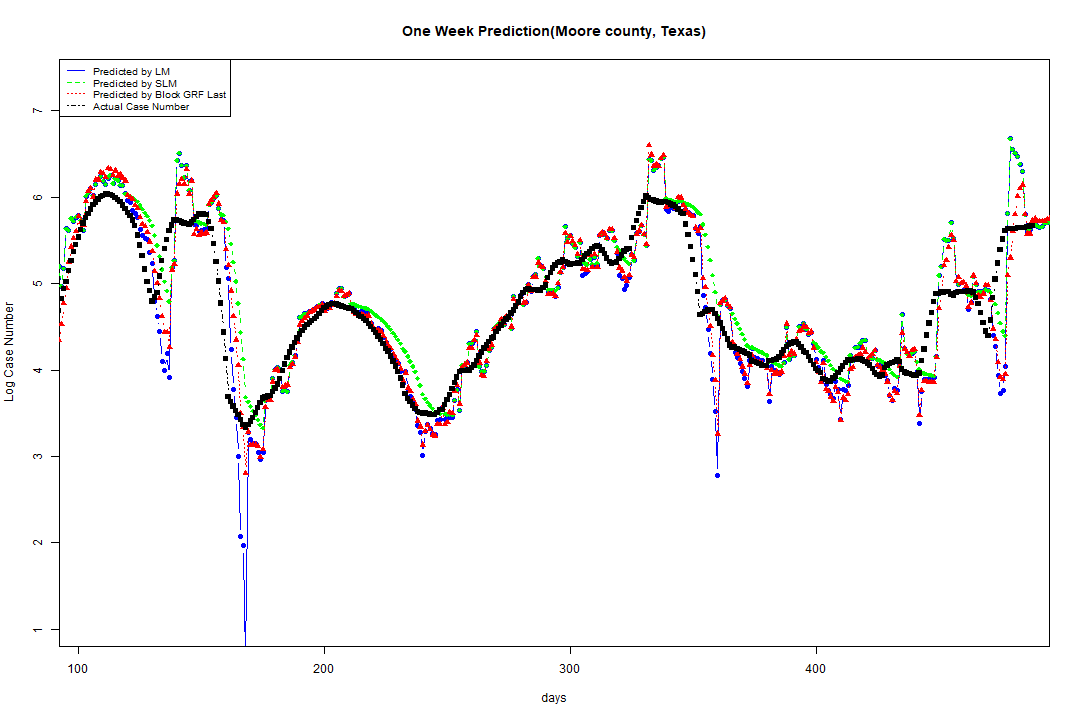 One Week Prediction(Moore county, Texas)
Predicted by LM
Predicted by SLM
Predicted by Block GRF Last
Actual Case Number
7
6
5
4
3
2
1
Log Case Number
100 200 300 400
days